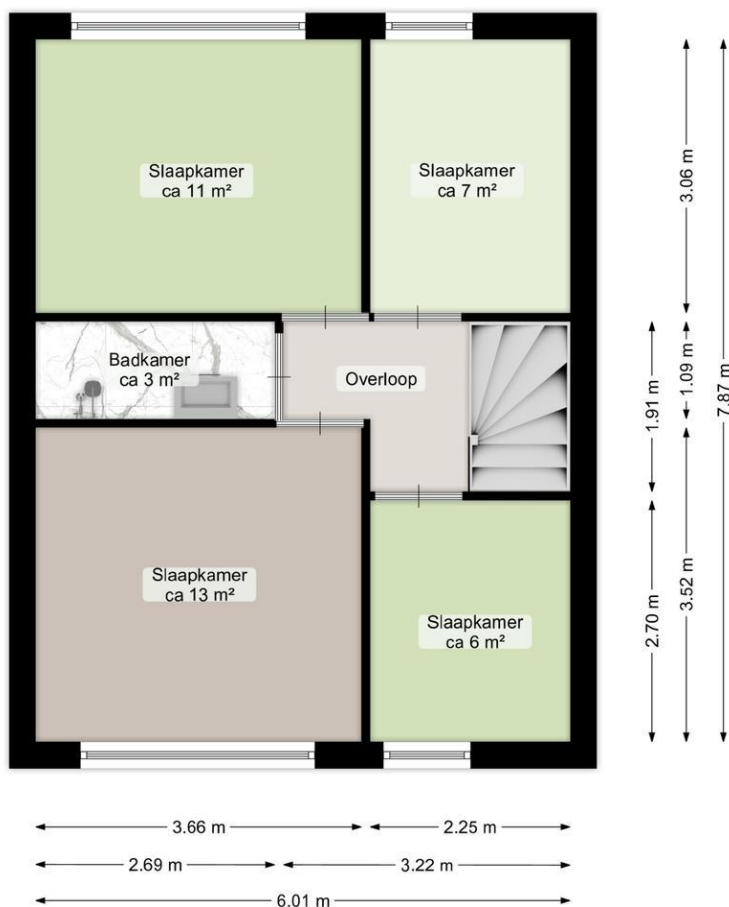 Slaapkamer
ca 11 m²
Slaapkamer
ca 7 m²
3.06 m
Badkamer
ca 3 m²
Overloop
1.91 m
1.09 m
7.87 m
Slaapkamer
ca 13 m²
Slaapkamer
ca 6 m²
2.70 m
3.52 m
3.66 m
2.25 m
2.69 m
3.22 m
6.01 m